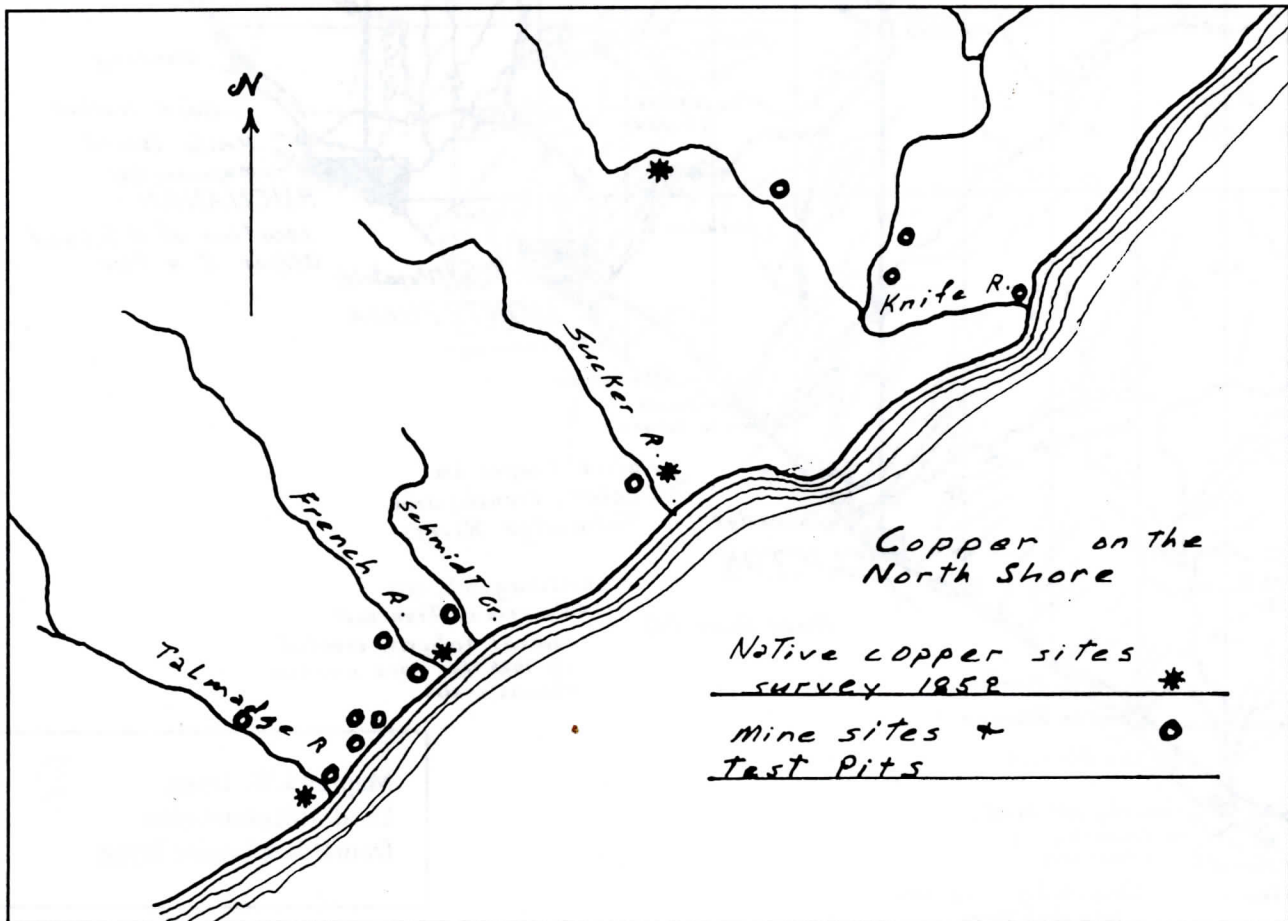 N
Knife R.
Sucker R.
French R.
Schmidt Cr.
Talmadge R
Copper on the
North Shore
Native copper sites
survey
Mine sites &
Test Pits